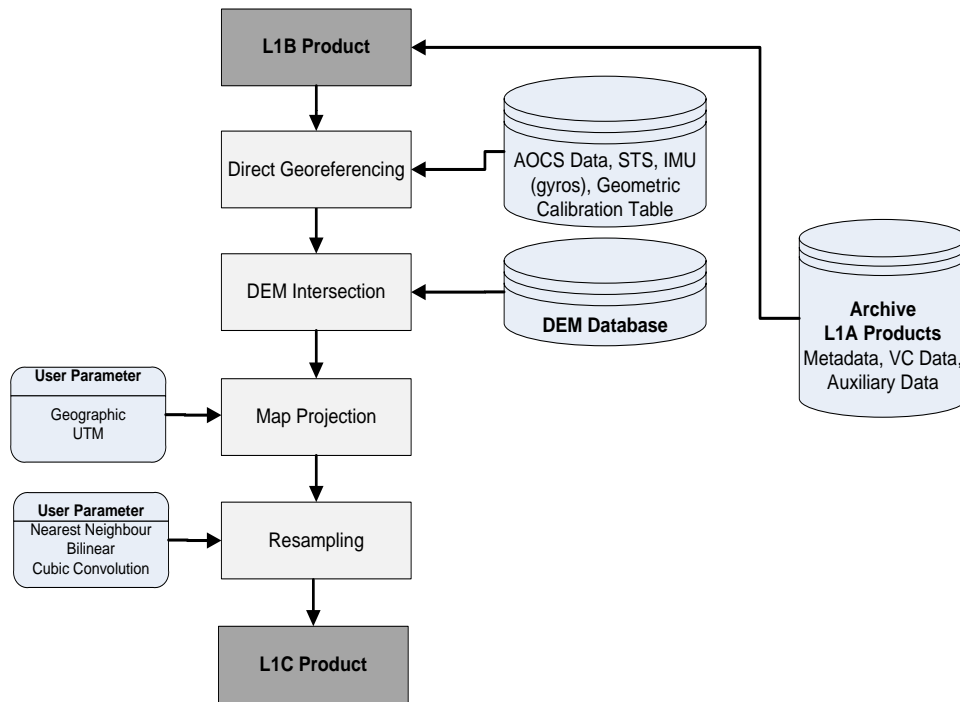 L1B Product
Direct Georeferencing
AOCS Data, STS, IMU
(gyros), Geometric
Calibration Table
DEM Intersection
DEM Database
Archive
L1A Products
Metadata, VC Data,
Auxiliary Data
User Parameter
Geographic
UTM
Map Projection
User Parameter
Nearest Neighbour
Bilinear
Cubic Convolution
Resampling
L1C Product